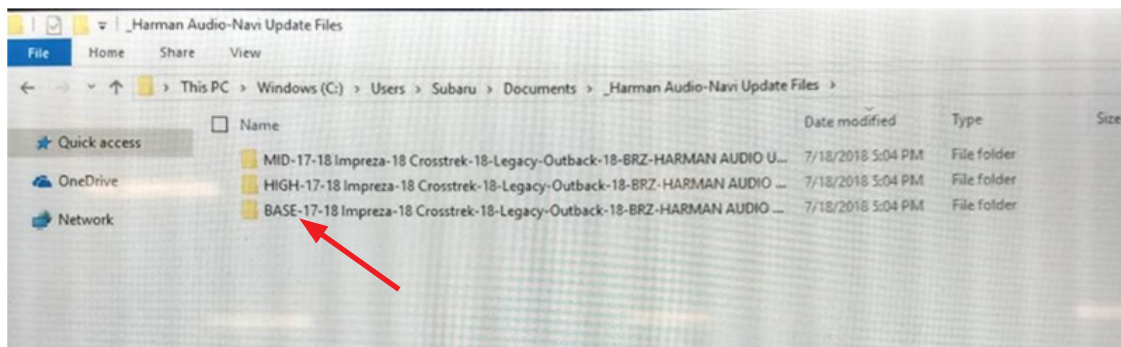 _Harman Audio-Navi Update Files
File Home Share View
This PC > Windows (C:) > Users > Subaru > Documents > _Harman Audio-Navi Update Files >
Name Date modified Type Size
Quick access
MID-17-18 Impreza-18 Crosstrek-18-Legacy-Outback-18-BRZ-HARMAN AUDIO U... 7/18/2018 5:04 PM File folder
OneDrive
HIGH-17-18 Impreza-18 Crosstrek-18-Legacy-Outback-18-BRZ-HARMAN AUDIO ... 7/18/2018 5:04 PM File folder
BASE-17-18 Impreza-18 Crosstrek-18-Legacy-Outback-18-BRZ-HARMAN AUDIO ... 7/18/2018 5:04 PM File folder
Network